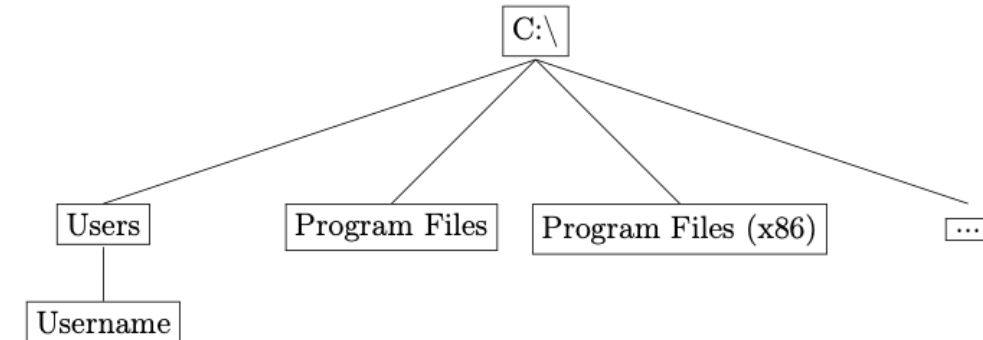 C:\
Users
Program Files
Program Files (x86)
...
Username